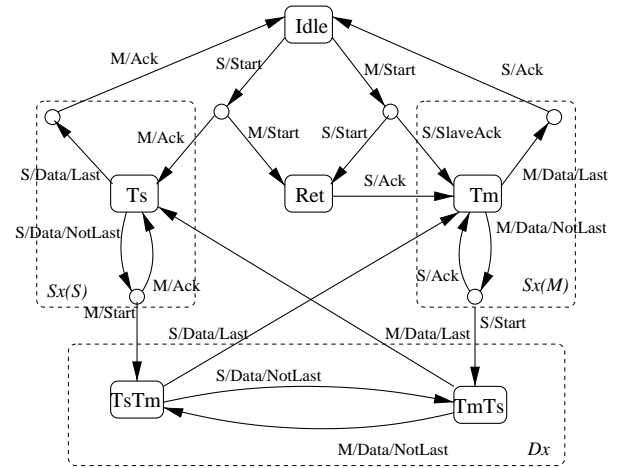 Idle
M/Ack
S/Start
M/Start
S/Ack
M/Ack
M/Start
S/Start
S/SlaveAck
S/Data/Last
Ts
Ret
S/Ack
Tm
M/Data/Last
S/Data/NotLast
M/Data/NotLast
Sx(S)
M/Ack
S/Ack
Sx(M)
M/Start
S/Data/Last
M/Data/Last
S/Start
TsTm
S/Data/NotLast
TmTs
M/Data/NotLast
Dx